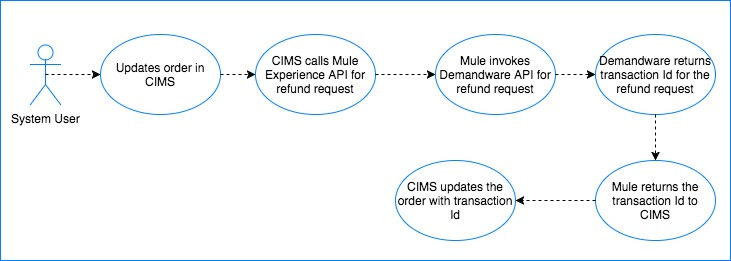 System User
Updates order in
CIMS
CIMS calls Mule
Experience API for
refund request
Mule invokes
Demandware API for
refund request
Demandware returns
transaction Id for the
refund request
Mule returns the
transaction Id to
CIMS
CIMS updates the
order with transaction
Id